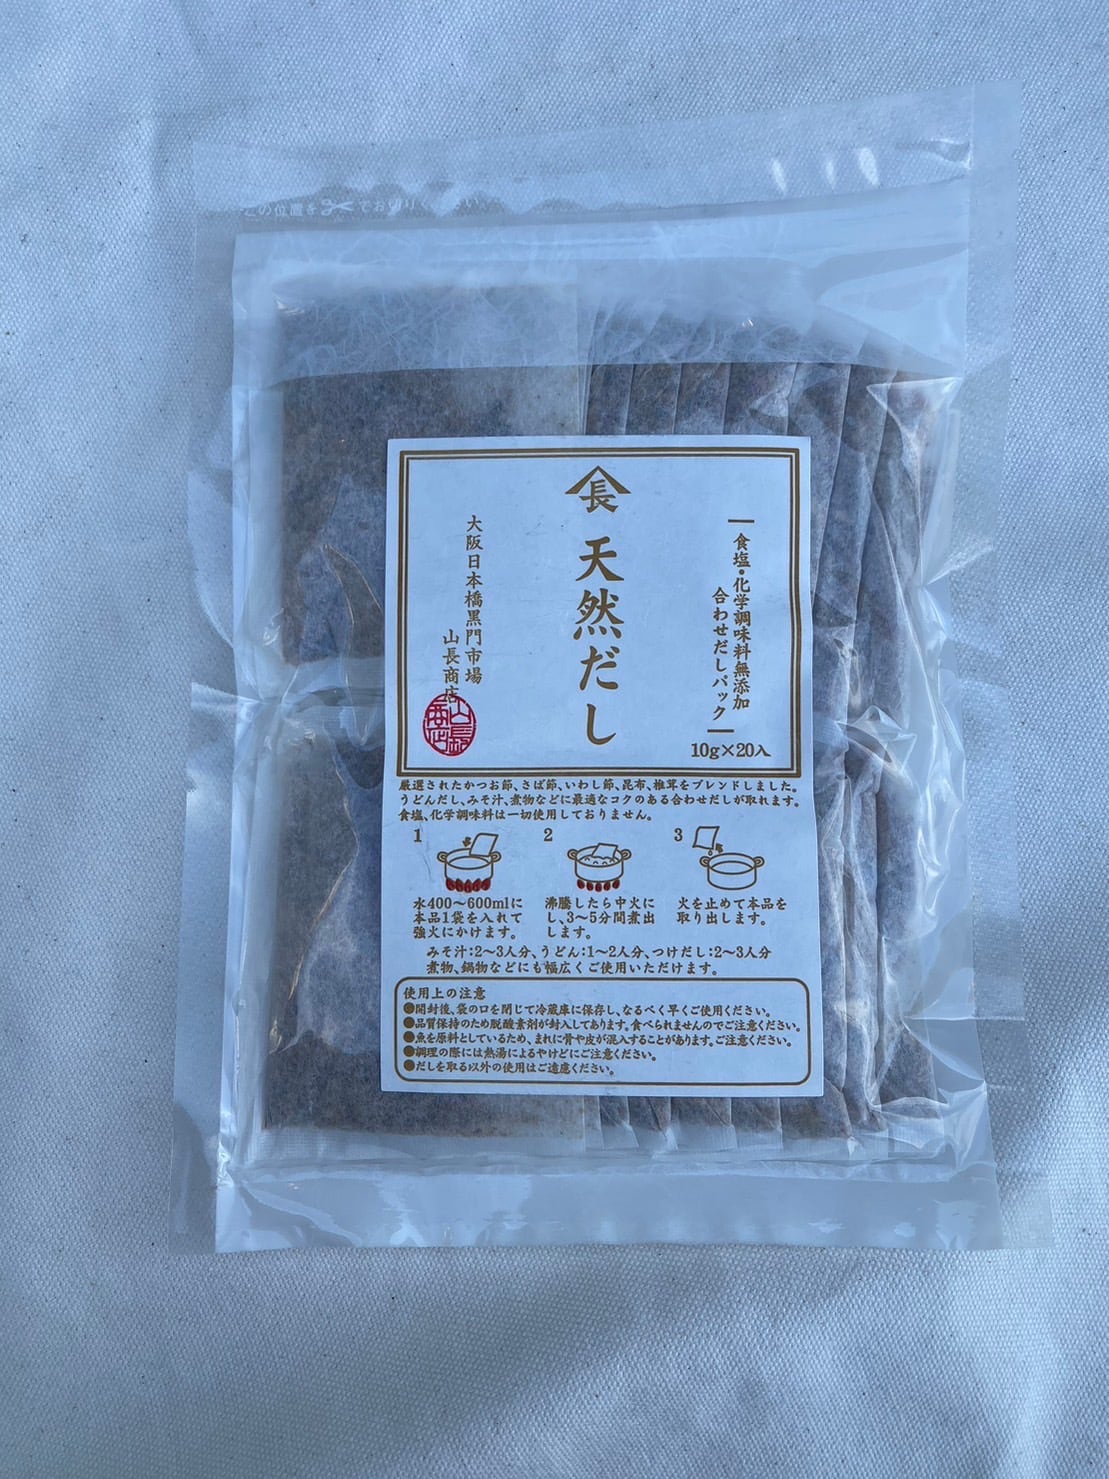 この位置を✂でお切りください。
長
天然だし
食塩・化学調味料無添加
合わせだしパック
10g×20入
大阪日本橋黒門市場
山長商店
山長商店
厳選されたかつお節、さば節、いわし節、昆布、椎茸をブレンドしました。
うどんだし、みそ汁、煮物などに最適なコクのある合わせだしが取れます。
食塩、化学調味料は一切使用しておりません。
1
水400〜600mlに
本品1袋を入れて
強火にかけます。
2
沸騰したら中火に
し、3〜5分間煮出
します。
3
火を止めて本品を
取り出します。
みそ汁:2〜3人分、うどん:1〜2人分、つけだし:2〜3人分
煮物、鍋物などにも幅広くご使用いただけます。
使用上の注意
●開封後、袋の口を閉じて冷蔵庫に保存し、なるべく早くご使用ください。
●品質保持のため脱酸素剤が封入してあります。食べられませんのでご注意ください。
●魚を原料としているため、まれに骨や皮が混入することがあります。ご注意ください。
●調理の際には熱湯によるやけどにご注意ください。
●だしを取る以外の使用はご遠慮ください。